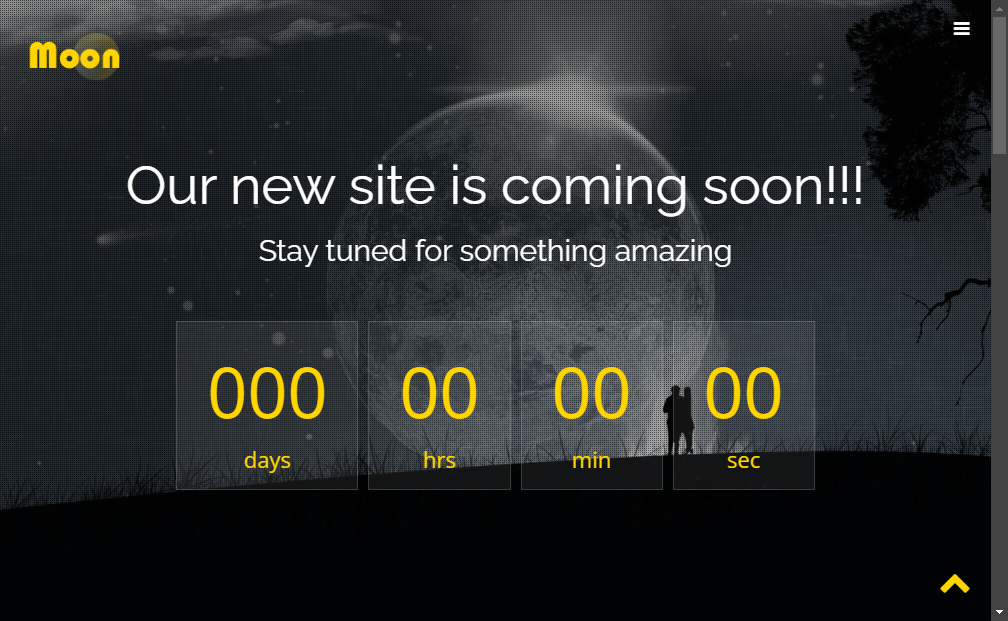 Moon
Our new site is coming soon!!!
Stay tuned for something amazing
000 00 00 00
days hrs min sec